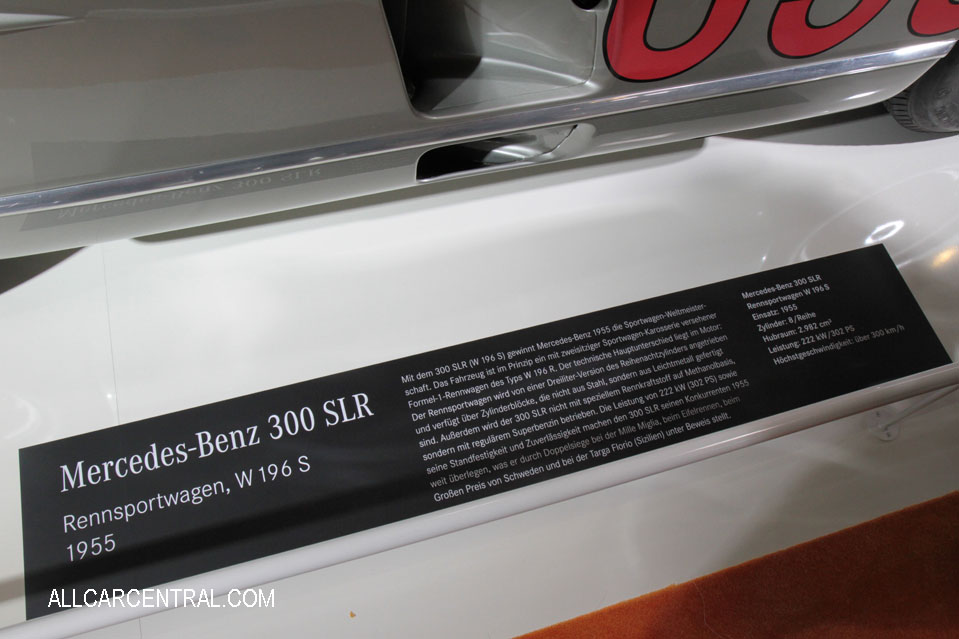 Mercedes-Benz 300 SLR
Rennsportwagen, W 196 S
1955
Mit dem 300 SLR (W 196 S) gewinnt Mercedes-Benz 1955 die Sportwagen-Weltmeister-
schaft. Das Fahrzeug ist im Prinzip ein mit zweisitziger Sportwagen-Karosserie versehener
Formel-1-Rennwagen des Typs W 196 R. Der technische Hauptunterschied liegt im Motor:
Der Rennsportwagen wird von einer Dreiliter-Version des Reihenachtzylinders angetrieben
und verfügt über Zylinderblöcke, die nicht aus Stahl, sondern aus Leichtmetall gefertigt
sind. Außerdem wird der 300 SLR nicht mit speziellem Rennkraftstoff auf Methanolbasis,
sondern mit regulärem Superbenzin betrieben. Die Leistung von 222 kW (302 PS) sowie
seine Standfestigkeit und Zuverlässigkeit machen den 300 SLR seinen Konkurrenten 1955
weit überlegen, was er durch Doppelsiege bei der Mille Miglia, beim Eifelrennen, beim
Großen Preis von Schweden und bei der Targa Florio (Sizilien) unter Beweis stellt.
Mercedes-Benz 300 SLR
Rennsportwagen W 196 S
Einsatz: 1955
Zylinder: 8/Reihe
Hubraum: 2.982 cm³
Leistung: 222 kW/302 PS
Höchstgeschwindigkeit: über 300 km/h
ALLCARCENTRAL.COM